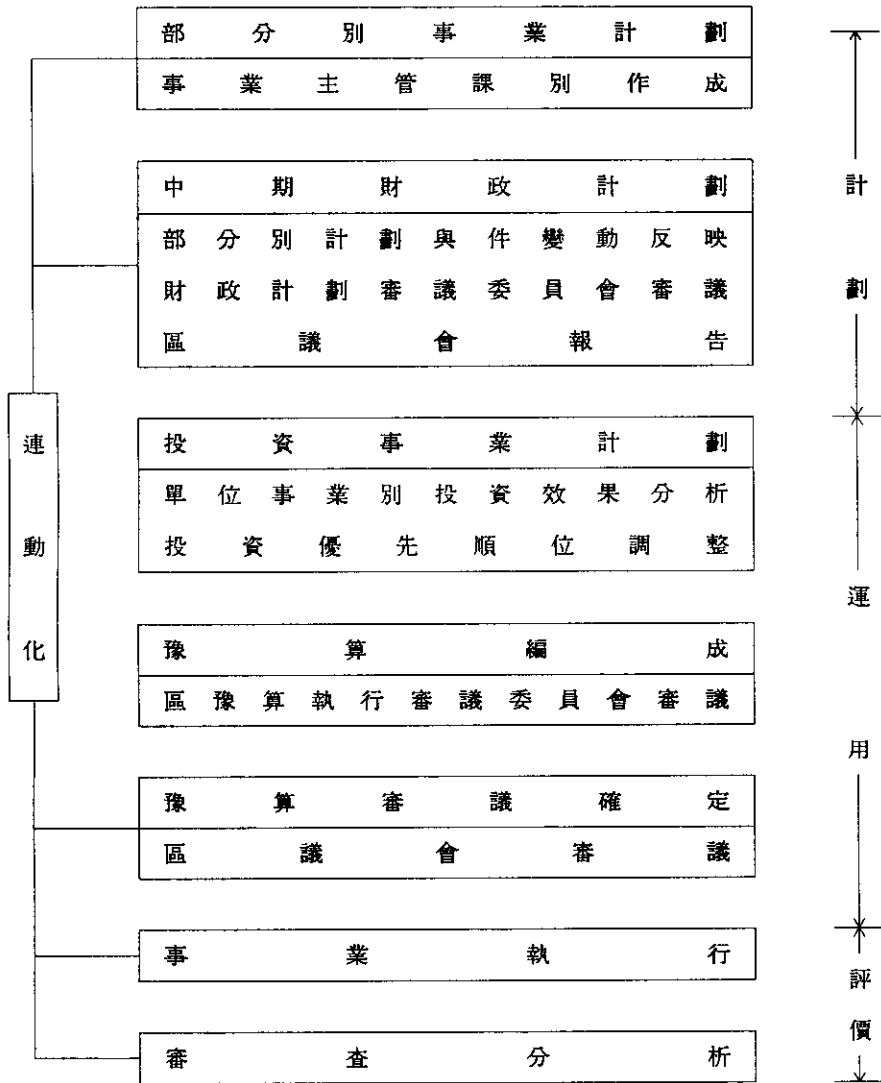 部分別事業計劃
事業主管課別作成
中期財政計劃
部分別計劃與件變動反映
財政計劃審議委員會審議
區議會報告
投資事業計劃
單位事業別投資效果分析
投資優先順位調整
豫算編成
區豫算執行審議委員會審議
豫算審議確定
區議會審議
事業執行
審査分析
連動化
計劃
運用
評價